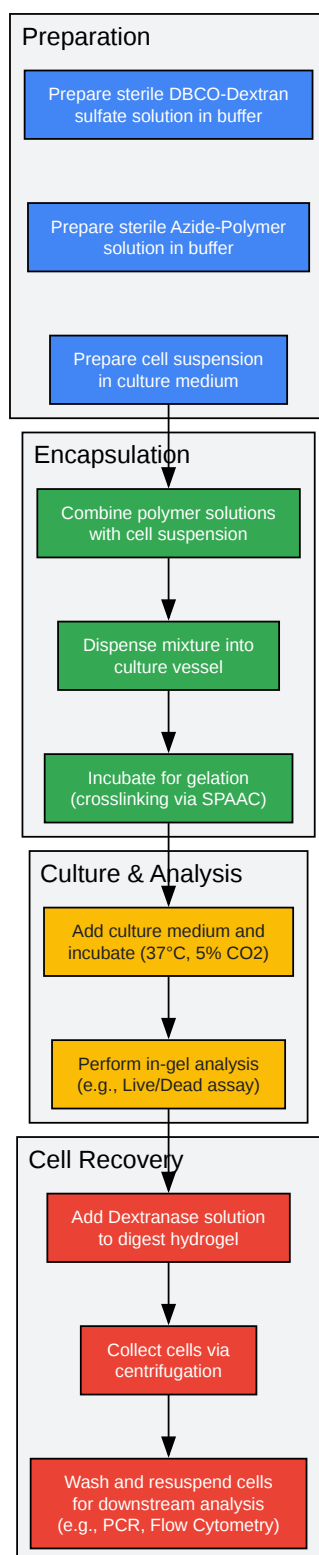 Preparation
Prepare sterile DBCO-Dextran
sulfate solution in buffer
Prepare sterile Azide-Polymer
solution in buffer
Prepare cell suspension
in culture medium
Encapsulation
Combine polymer solutions
with cell suspension
Dispense mixture into
culture vessel
Incubate for gelation
(crosslinking via SPAAC)
Culture & Analysis
Add culture medium and
incubate (37°C, 5% CO2)
Perform in-gel analysis
(e.g., Live/Dead assay)
Cell Recovery
Add Dextranase solution
to digest hydrogel
Collect cells via
centrifugation
Wash and resuspend cells
for downstream analysis
(e.g., PCR, Flow Cytometry)